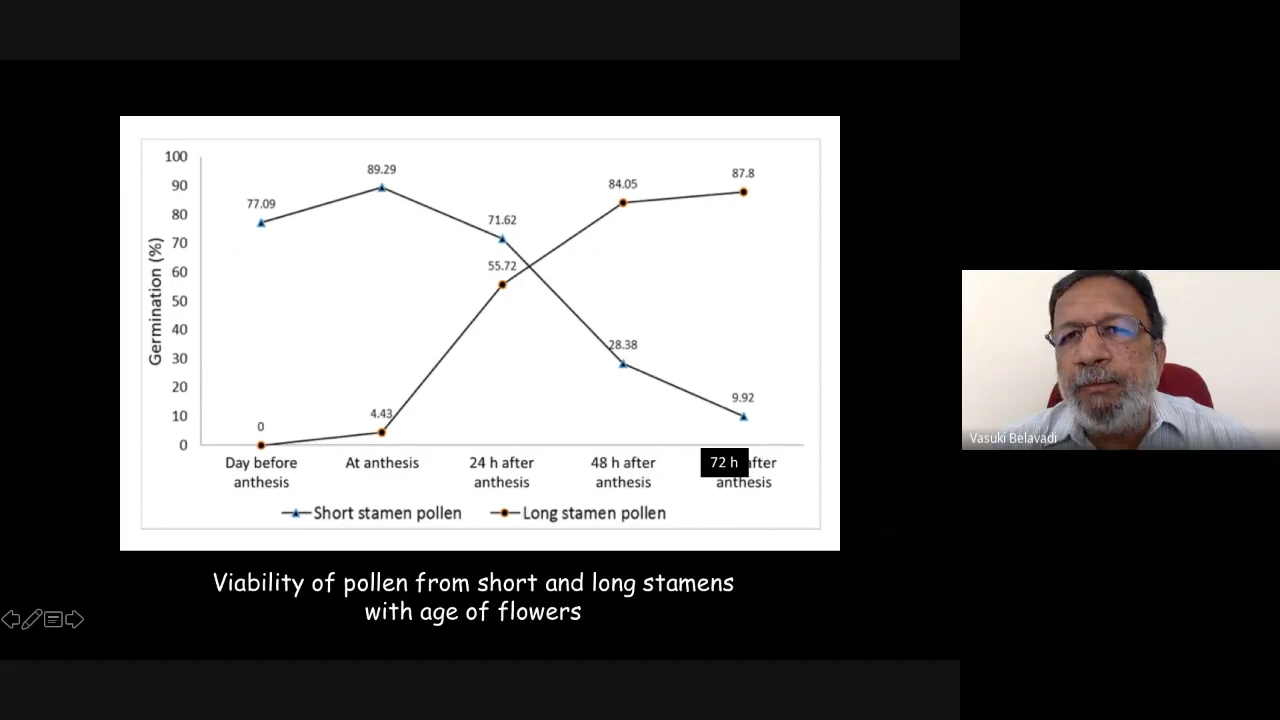 100
90
80
70
60
50
40
30
20
10
0
Germination (%)
77.09
89.29
71.62
28.38
9.92
0
4.43
55.72
84.05
87.8
Day before
anthesis
At anthesis
24 h after
anthesis
48 h after
anthesis
72 h after
anthesis
Short stamen pollen
Long stamen pollen
Viability of pollen from short and long stamens
with age of flowers
Vasuki Belavadi